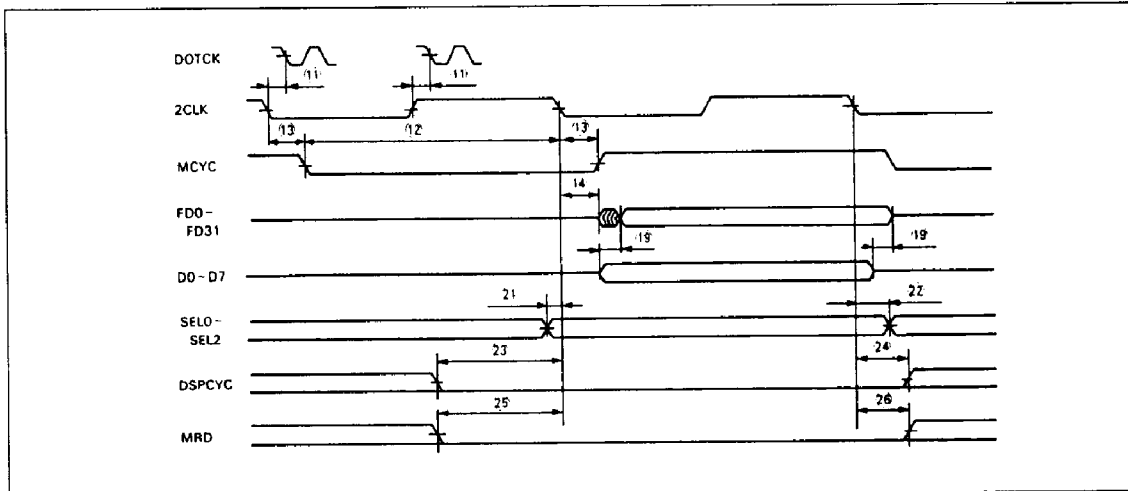 DOTCK
(11) (11)
2CLK
(13) (12) (13)
MCYC
14
FD0~
FD31
(19) (19)
D0~D7
21 (22)
SEL0~
SEL2
23 24
DSPCYC
25 26
MRD